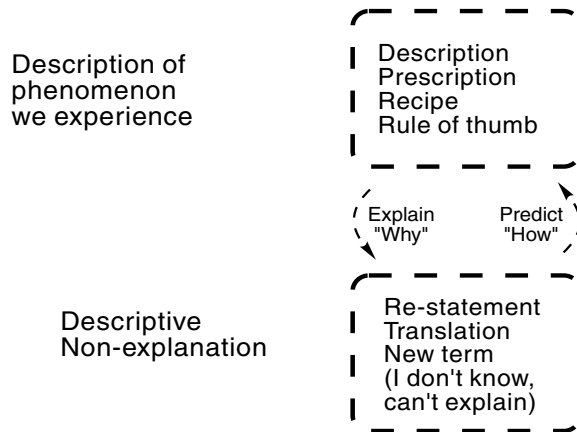 Description of
phenomenon
we experience
Description
Prescription
Recipe
Rule of thumb
Explain
"Why"
Predict
"How"
Descriptive
Non-explanation
Re-statement
Translation
New term
(I don't know,
can't explain)